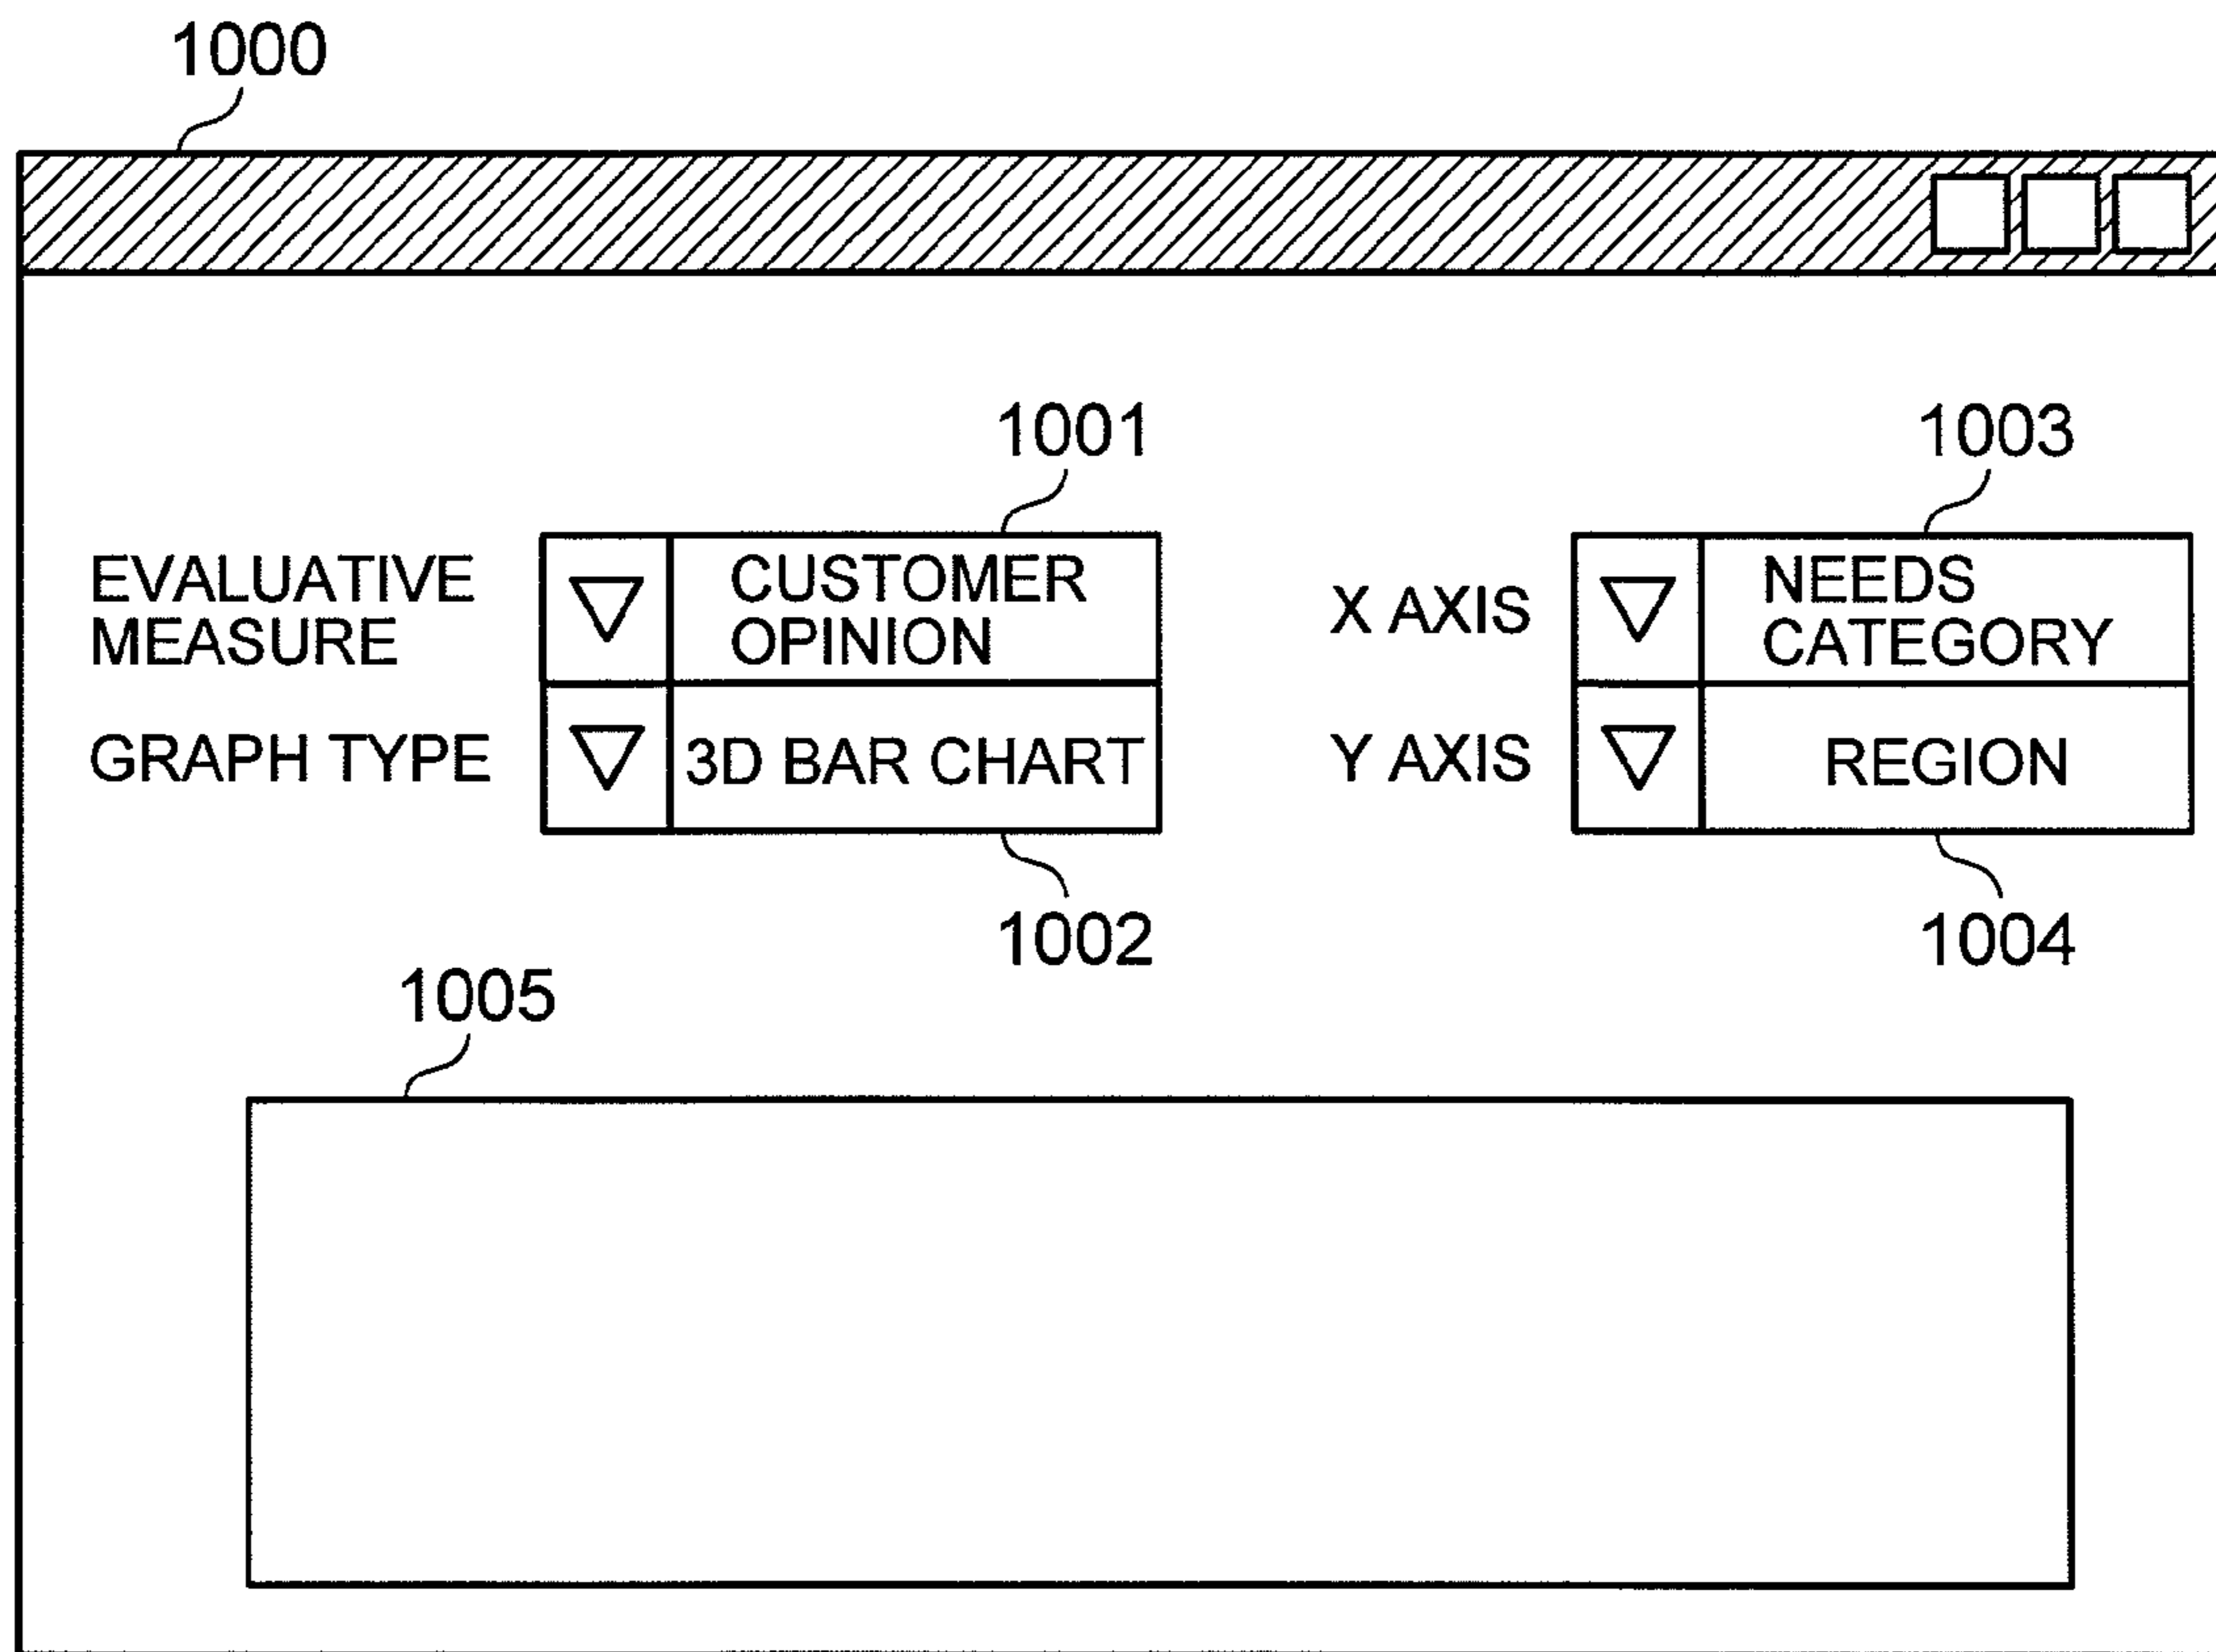 1000
1001
1003
EVALUATIVE
MEASURE
CUSTOMER
OPINION
X AXIS
NEEDS
CATEGORY
GRAPH TYPE
3D BAR CHART
Y AXIS
REGION
1002
1004
1005